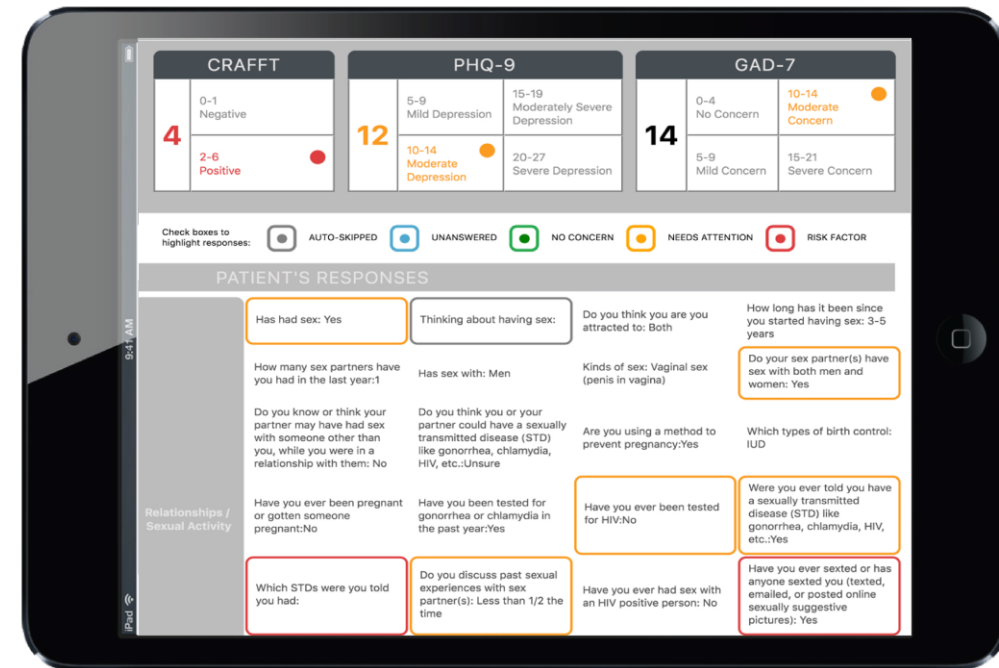 CRAFFT
4
0-1
Negative
2-6
Positive
PHQ-9
12
5-9
Mild Depression
15-19
Moderately Severe
Depression
10-14
Moderate
Depression
20-27
Severe Depression
GAD-7
14
0-4
No Concern
10-14
Moderate
Concern
5-9
Mild Concern
15-21
Severe Concern
Check boxes to
highlight responses:
AUTO-SKIPPED
UNANSWERED
NO CONCERN
NEEDS ATTENTION
RISK FACTOR
PATIENT'S RESPONSES
Relationships /
Sexual Activity
Has had sex: Yes
Thinking about having sex:
Do you think you are you
attracted to: Both
How long has it been since
you started having sex: 3-5
years
How many sex partners have
you had in the last year:1
Has sex with: Men
Kinds of sex: Vaginal sex
(penis in vagina)
Do your sex partner(s) have
sex with both men and
women: Yes
Do you know or think your
partner may have had sex
with someone other than
you, while you were in a
relationship with them: No
Do you think you or your
partner could have a sexually
transmitted disease (STD)
like gonorrhea, chlamydia,
HIV, etc.:Unsure
Are you using a method to
prevent pregnancy:Yes
Which types of birth control:
IUD
Have you ever been pregnant
or gotten someone
pregnant:No
Have you been tested for
gonorrhea or chlamydia in
the past year:Yes
Have you ever been tested
for HIV:No
Were you ever told you have
a sexually transmitted
disease (STD) like
gonorrhea, chlamydia, HIV,
etc.:Yes
Which STDs were you told
you had:
Do you discuss past sexual
experiences with sex
partner(s): Less than 1/2 the
time
Have you ever had sex with
an HIV positive person: No
Have you ever sexted or has
anyone sexted you (texted,
emailed, or posted online
sexually suggestive
pictures): Yes
iPad
9:41 AM